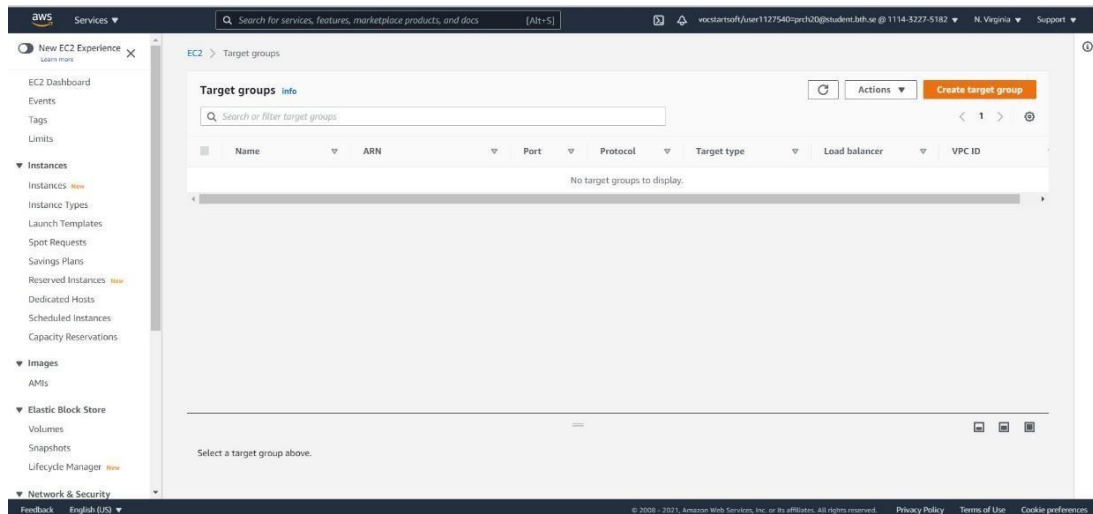 aws Services Search for services, features, marketplace products, and docs [Alt+S] vocstartsoft/user1127540=prch20@student.bth.se @ 1114-3227-5182 N. Virginia Support
New EC2 Experience
Learn more
EC2 Dashboard
Events
Tags
Limits
Instances
Instances New
Instance Types
Launch Templates
Spot Requests
Savings Plans
Reserved Instances New
Dedicated Hosts
Scheduled Instances
Capacity Reservations
Images
AMIs
Elastic Block Store
Volumes
Snapshots
Lifecycle Manager New
Network & Security
EC2 > Target groups
Target groups Info
Actions Create target group
Search or filter target groups
1
Name ARN Port Protocol Target type Load balancer VPC ID
No target groups to display.
Select a target group above.
Feedback English (US) © 2008 - 2021, Amazon Web Services, Inc. or its affiliates. All rights reserved. Privacy Policy Terms of Use Cookie preferences